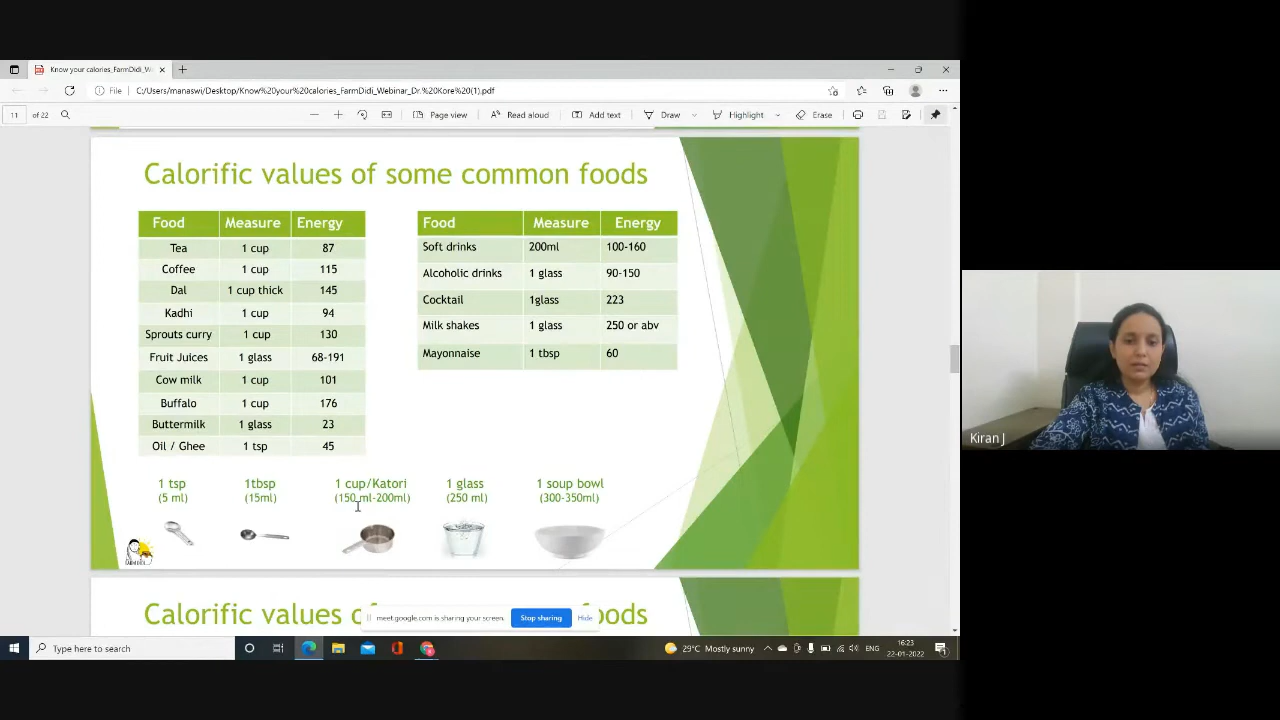 Know your calories_FarmDidi_W
File C:/Users/manaswi/Desktop/Know%20your%20calories_FarmDidi_Webinar_Dr.%20Kore%20(1).pdf
11 of 22 Page view Read aloud Add text Draw Highlight Erase
Calorific values of some common foods
Food Measure Energy
Tea 1 cup 87
Coffee 1 cup 115
Dal 1 cup thick 145
Kadhi 1 cup 94
Sprouts curry 1 cup 130
Fruit Juices 1 glass 68-191
Cow milk 1 cup 101
Buffalo 1 cup 176
Buttermilk 1 glass 23
Oil / Ghee 1 tsp 45
Food Measure Energy
Soft drinks 200ml 100-160
Alcoholic drinks 1 glass 90-150
Cocktail 1glass 223
Milk shakes 1 glass 250 or abv
Mayonnaise 1 tbsp 60
1 tsp 1tbsp 1 cup/Katori 1 glass 1 soup bowl
(5 ml) (15ml) (150 ml-200ml) (250 ml) (300-350ml)
FARMDIDI
Calorific values of foods
meet.google.com is sharing your screen. Stop sharing Hide
Type here to search
29°C Mostly sunny ENG 16:23
22-01-2022
Kiran J